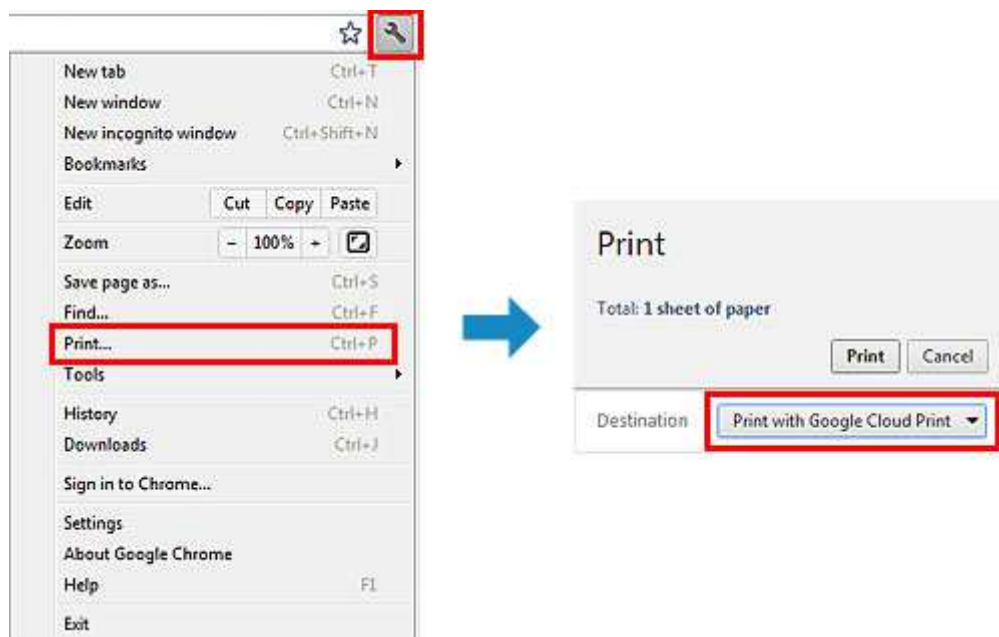 New tab Ctrl+T
New window Ctrl+N
New incognito window Ctrl+Shift+N
Bookmarks
Edit Cut Copy Paste
Zoom - 100% +
Save page as... Ctrl+S
Find... Ctrl+F
Print... Ctrl+P
Tools
History Ctrl+H
Downloads Ctrl+J
Sign in to Chrome...
Settings
About Google Chrome
Help F1
Exit
Print
Total: 1 sheet of paper
Print Cancel
Destination Print with Google Cloud Print